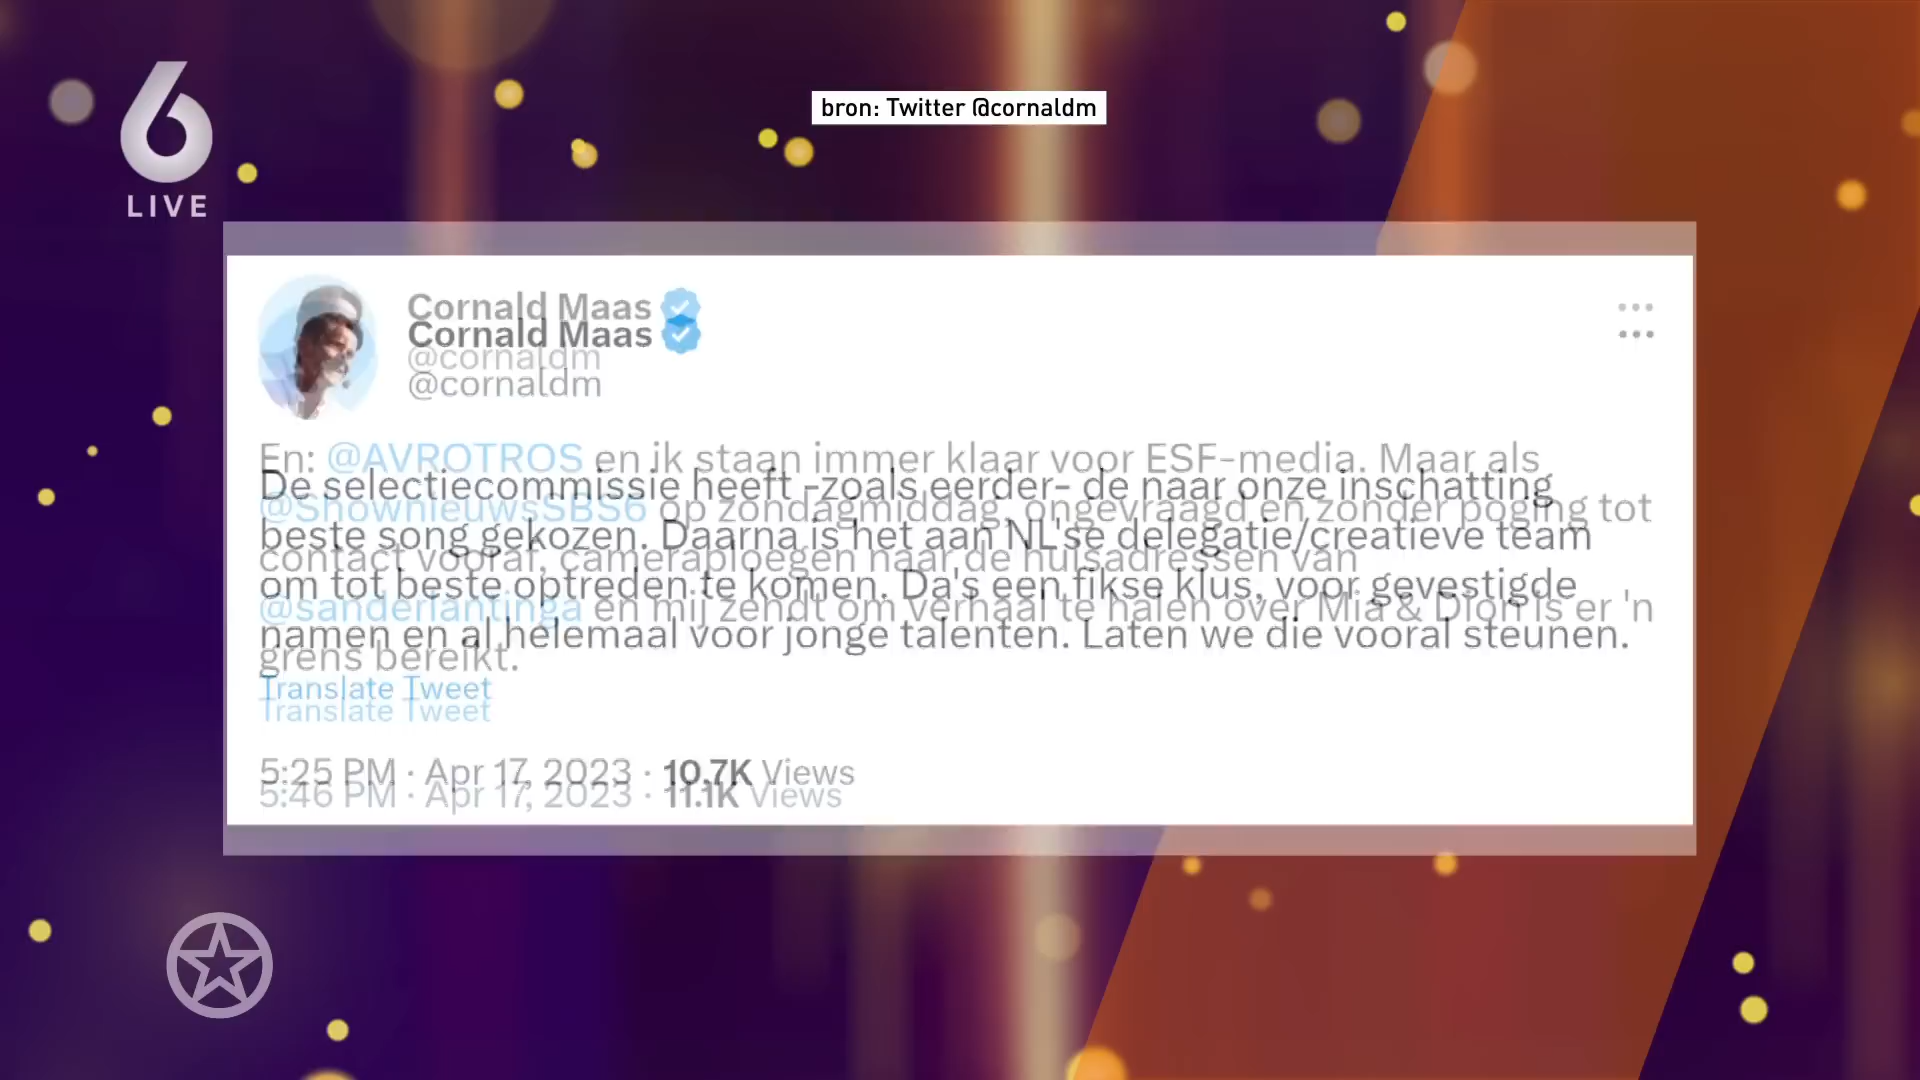 6
LIVE
bron: Twitter @cornaldm
Cornald Maas
@cornaldm
De selectiecommissie heeft -zoals eerder- de naar onze inschatting
beste song gekozen. Daarna is het aan NL'se delegatie/creatieve team
om tot beste optreden te komen. Da's een fikse klus, voor gevestigde
namen en al helemaal voor jonge talenten. Laten we die vooral steunen.
Translate Tweet
5:25 PM · Apr 17, 2023 · 10.7K Views
Cornald Maas
@cornaldm
En: @AVROTROS en ik staan immer klaar voor ESF-media. Maar als
@ShownieuwsSBS6 op zondagmiddag, ongevraagd en zonder poging tot
contact vooraf, cameraploegen naar de huisadressen van
@sanderlantinga en mij zendt om verhaal te halen over Mia & Dion is er 'n
grens bereikt.
Translate Tweet
5:46 PM · Apr 17, 2023 · 11.1K Views